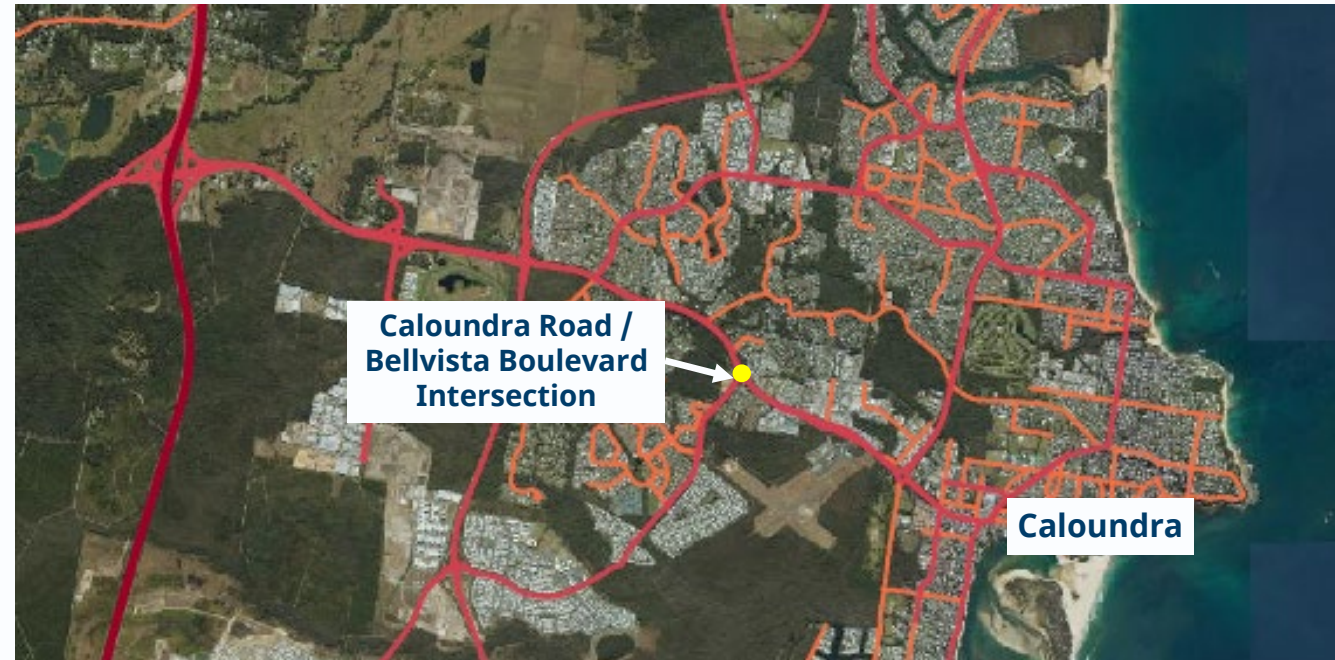 Caloundra Road /
Bellvista Boulevard
Intersection
Caloundra